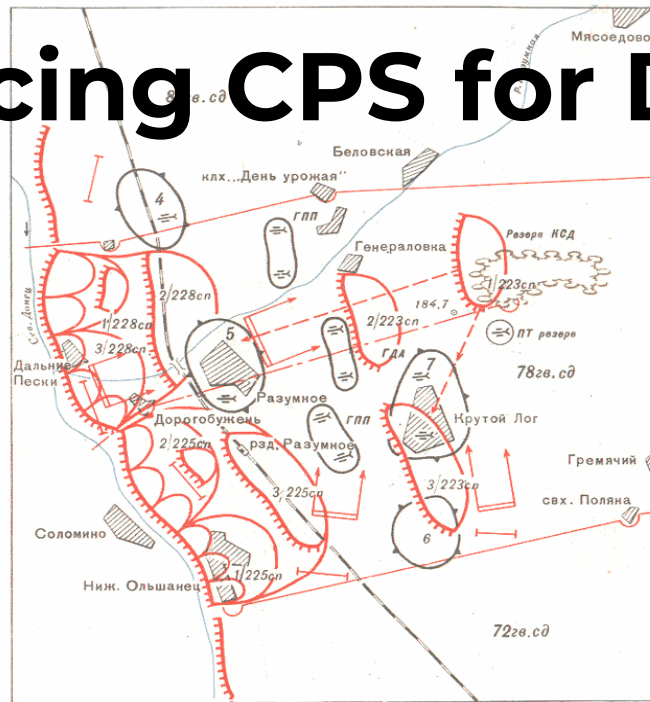 Мясоедово
cing CPS for D
Беловская
клх. „День урожая"
4
ГПП
Генераловка
Резерв КСД
1/223сп
2/228сп
184,7
1/228сп
2/223сп
5
ПТ резерв
Сев. Донец
3/228сп
ГДА
7
78гв.сд
Дальние
Пески
Разумное
Дорогобужень
ГПП
Крутой Лог
2/225сп
рзд. Разумное
Гремячий
3/225сп
3/223сп
свх. Поляна
Соломино
6
1/225сп
Ниж. Ольшанец
72гв.сд